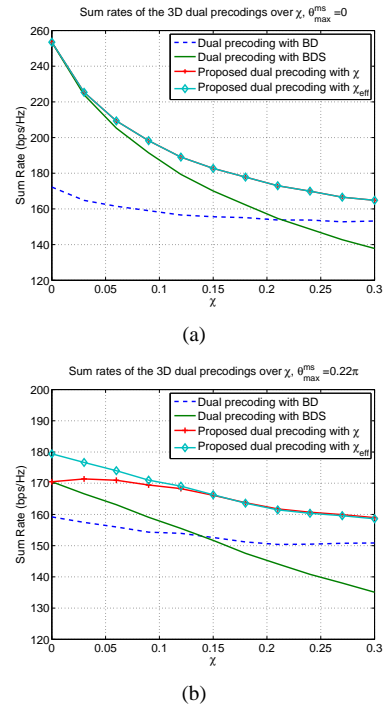 Sum rates of the 3D dual precodings over χ, θ^ms_max=0
260
240
220
200
180
160
140
120
Sum Rate (bps/Hz)
Dual precoding with BD
Dual precoding with BDS
Proposed dual precoding with χ
Proposed dual precoding with χ_eff
0 0.05 0.1 0.15 0.2 0.25 0.3
χ
(a)
Sum rates of the 3D dual precodings over χ, θ^ms_max=0.22π
200
190
180
170
160
150
140
130
120
Sum Rate (bps/Hz)
Dual precoding with BD
Dual precoding with BDS
Proposed dual precoding with χ
Proposed dual precoding with χ_eff
0 0.05 0.1 0.15 0.2 0.25 0.3
χ
(b)